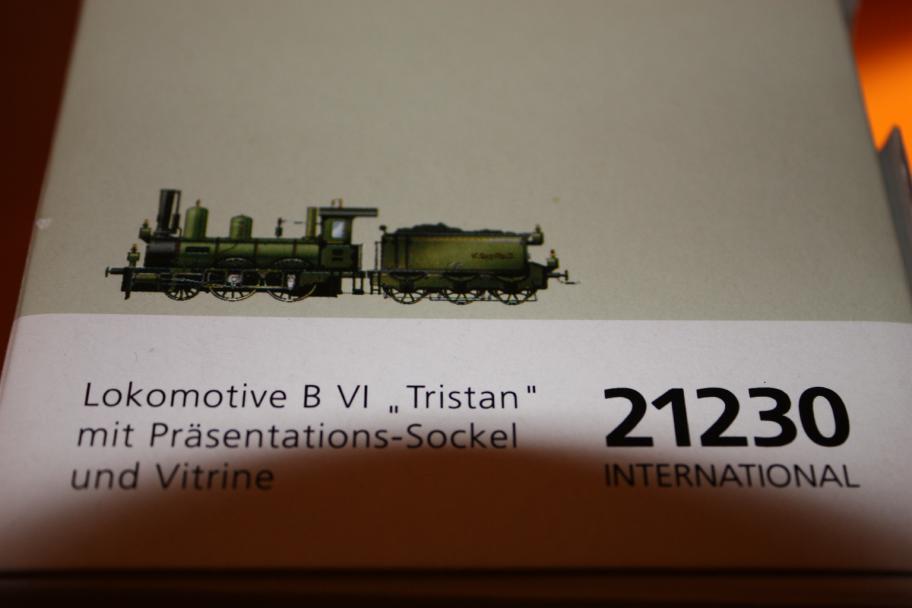 Lokomotive B VI „Tristan"
mit Präsentations-Sockel
und Vitrine
21230
INTERNATIONAL